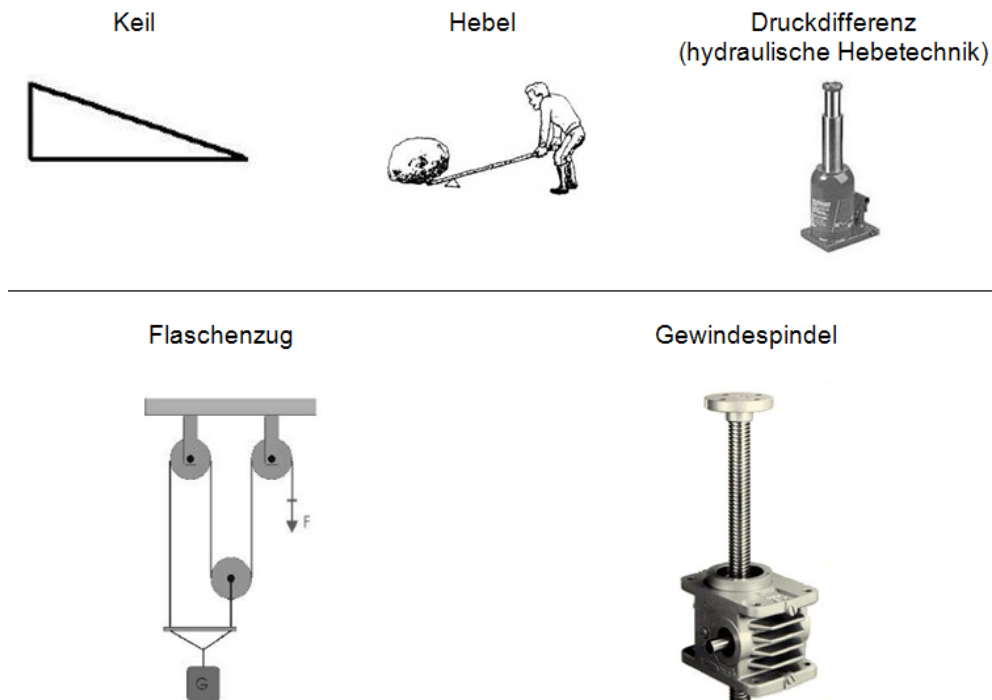 Keil
Hebel
Druckdifferenz
(hydraulische Hebetechnik)
Flaschenzug
Gewindespindel
F
G